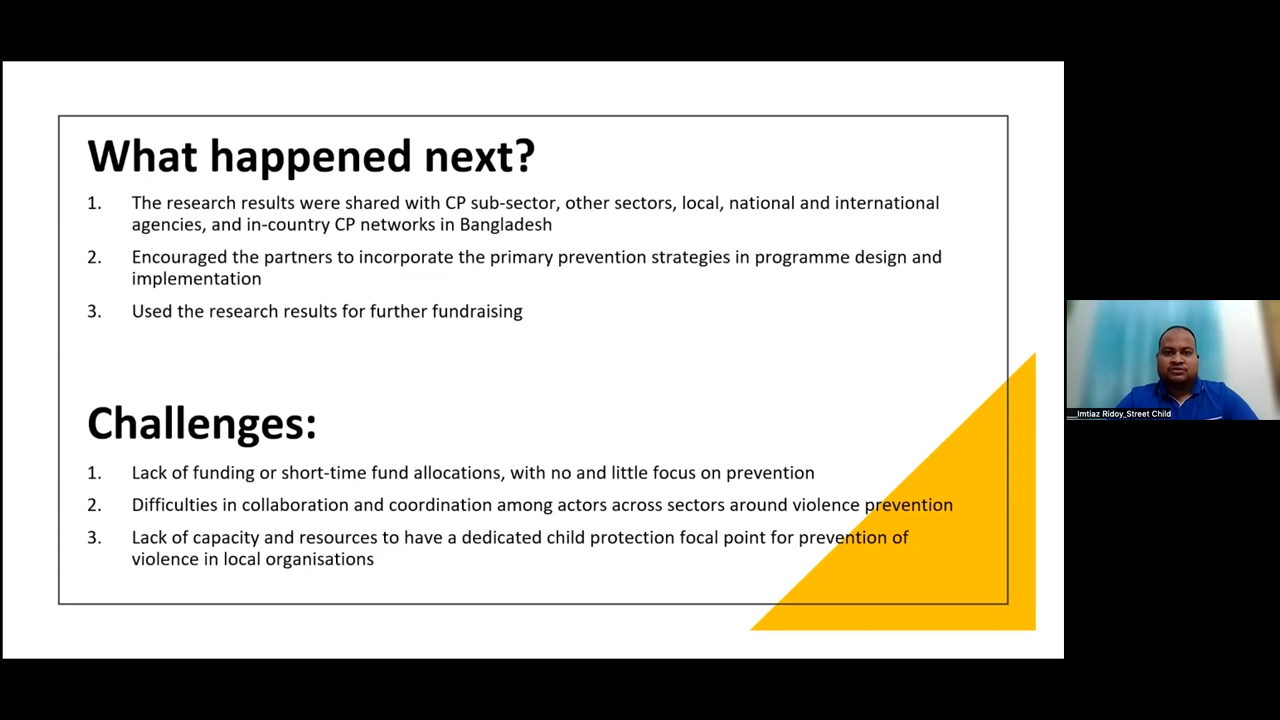 What happened next?
1. The research results were shared with CP sub-sector, other sectors, local, national and international
agencies, and in-country CP networks in Bangladesh
2. Encouraged the partners to incorporate the primary prevention strategies in programme design and
implementation
3. Used the research results for further fundraising
Challenges:
1. Lack of funding or short-time fund allocations, with no and little focus on prevention
2. Difficulties in collaboration and coordination among actors across sectors around violence prevention
3. Lack of capacity and resources to have a dedicated child protection focal point for prevention of
violence in local organisations
__Imtiaz Ridoy_Street Child